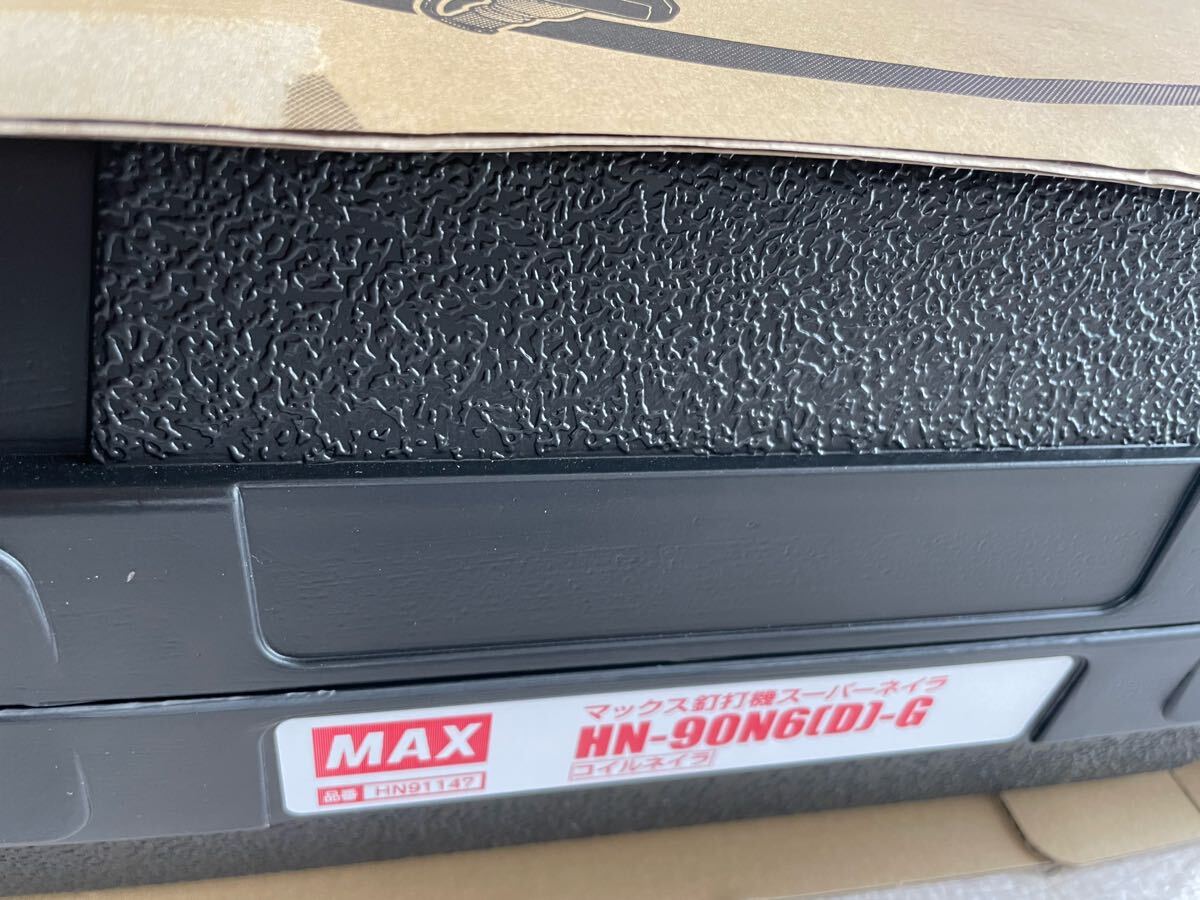 マックス釘打機スーパーネイラ
MAX
HN-90N6(D)-G
コイルネイラ
品番 HN91147